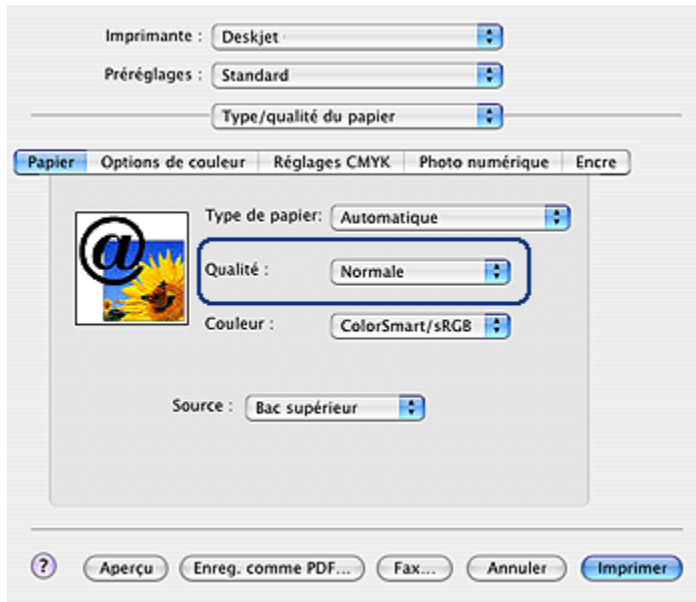 Imprimante : Deskjet
Préréglages : Standard
Type/qualité du papier
Papier Options de couleur Réglages CMYK Photo numérique Encre
Type de papier: Automatique
@
Qualité : Normale
Couleur : ColorSmart/sRGB
Source : Bac supérieur
? Aperçu Enreg. comme PDF... Fax... Annuler Imprimer